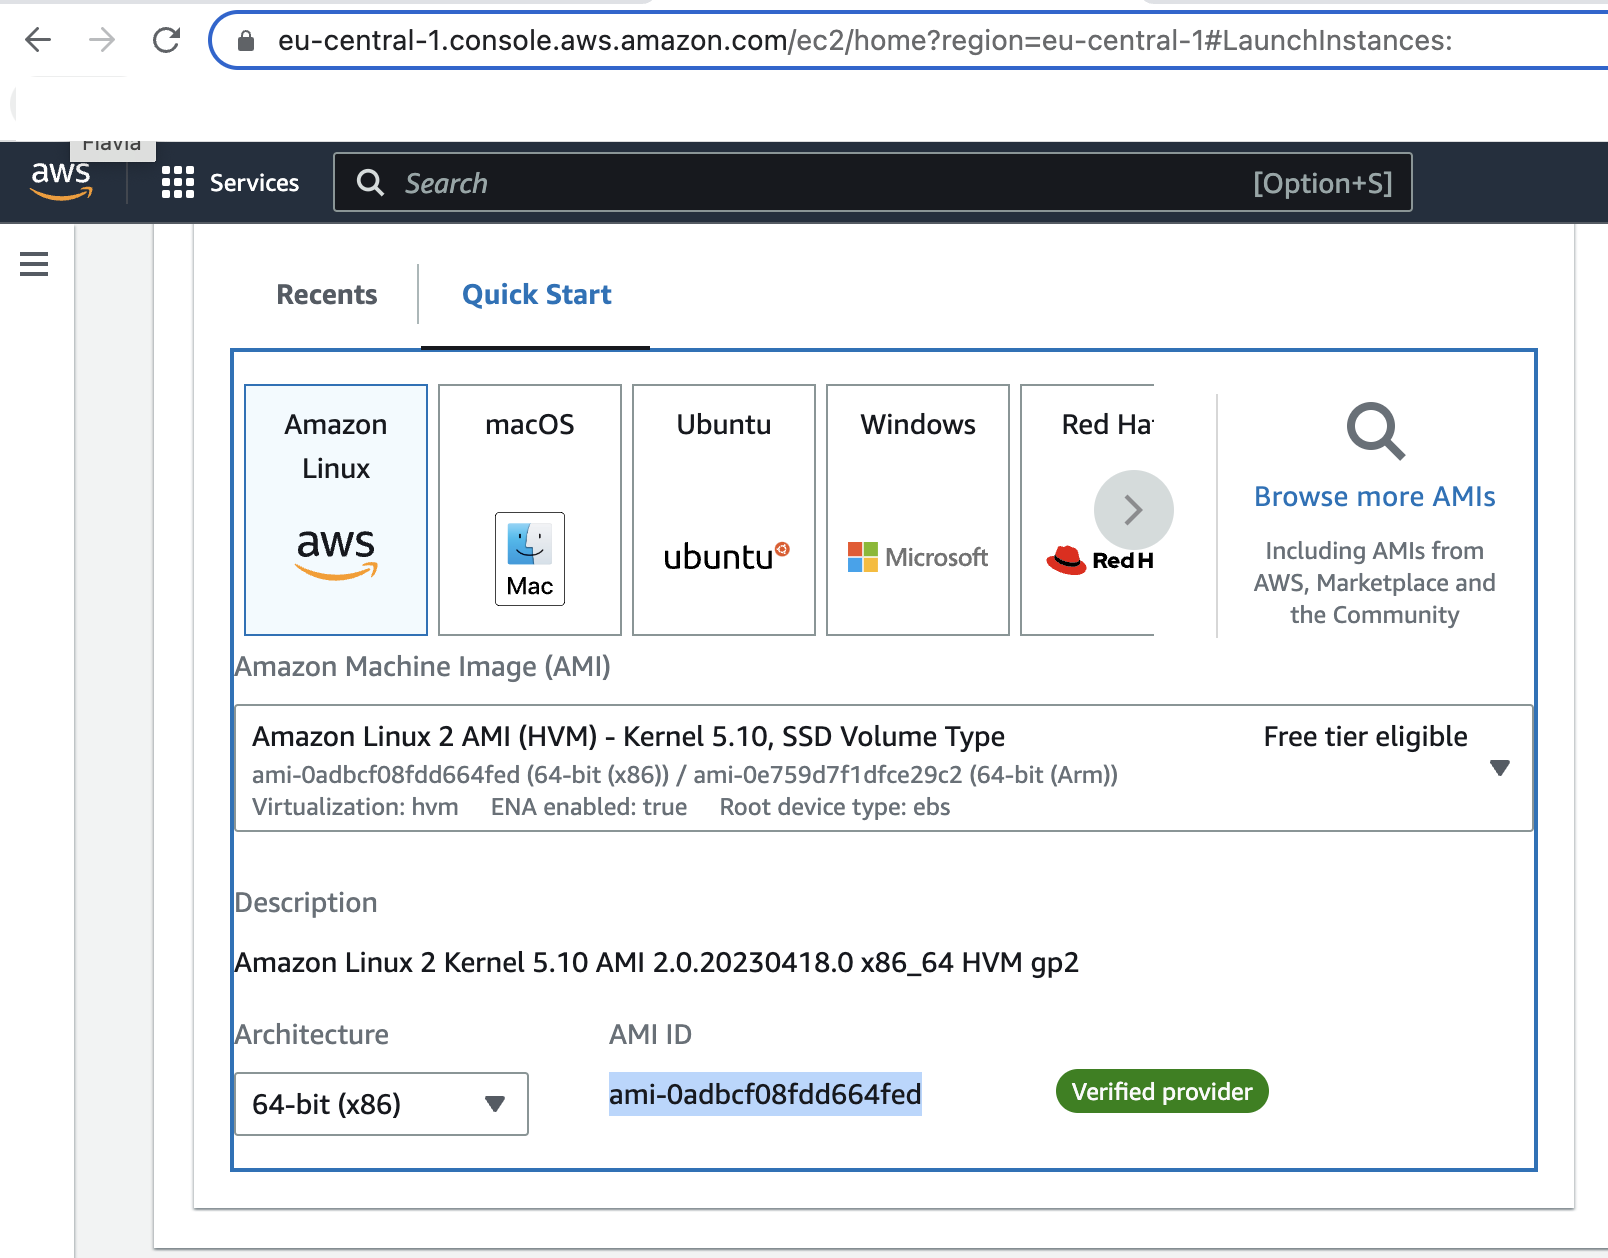 eu-central-1.console.aws.amazon.com/ec2/home?region=eu-central-1#LaunchInstances:
Flavia
aws
Services
Search
[Option+S]
Recents
Quick Start
Amazon
Linux
aws
macOS
Mac
Ubuntu
ubuntu
Windows
Microsoft
Red Hat
Red H
Browse more AMIs
Including AMIs from
AWS, Marketplace and
the Community
Amazon Machine Image (AMI)
Amazon Linux 2 AMI (HVM) - Kernel 5.10, SSD Volume Type
Free tier eligible
ami-0adbcf08fdd664fed (64-bit (x86)) / ami-0e759d7f1dfce29c2 (64-bit (Arm))
Virtualization: hvm ENA enabled: true Root device type: ebs
Description
Amazon Linux 2 Kernel 5.10 AMI 2.0.20230418.0 x86_64 HVM gp2
Architecture
AMI ID
64-bit (x86)
ami-0adbcf08fdd664fed
Verified provider